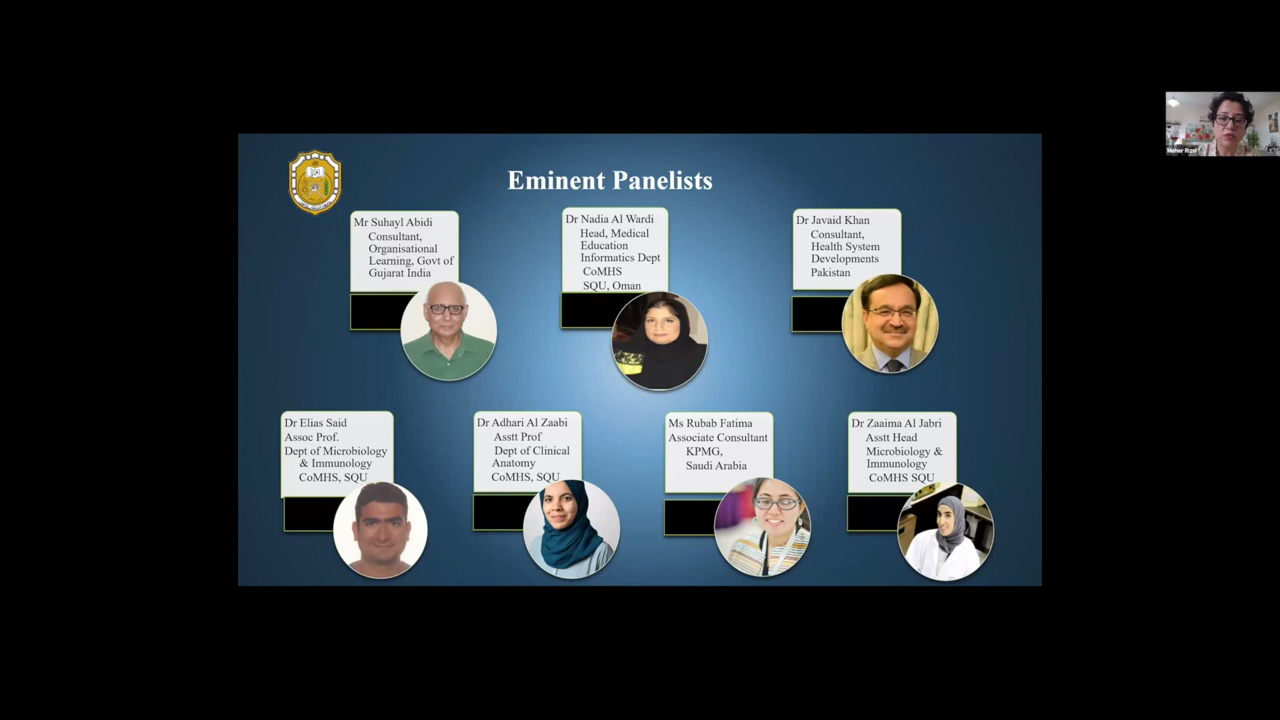 Eminent Panelists
Mr Suhayl Abidi
Consultant,
Organisational
Learning, Govt of
Gujarat India
Dr Nadia Al Wardi
Head, Medical
Education
Informatics Dept
CoMHS
SQU, Oman
Dr Javaid Khan
Consultant,
Health System
Developments
Pakistan
Dr Elias Said
Assoc Prof.
Dept of Microbiology
& Immunology
CoMHS, SQU
Dr Adhari Al Zaabi
Asstt Prof
Dept of Clinical
Anatomy
CoMHS, SQU
Ms Rubab Fatima
Associate Consultant
KPMG,
Saudi Arabia
Dr Zaaima Al Jabri
Asstt Head
Microbiology &
Immunology
CoMHS SQU
Meher Rizvi